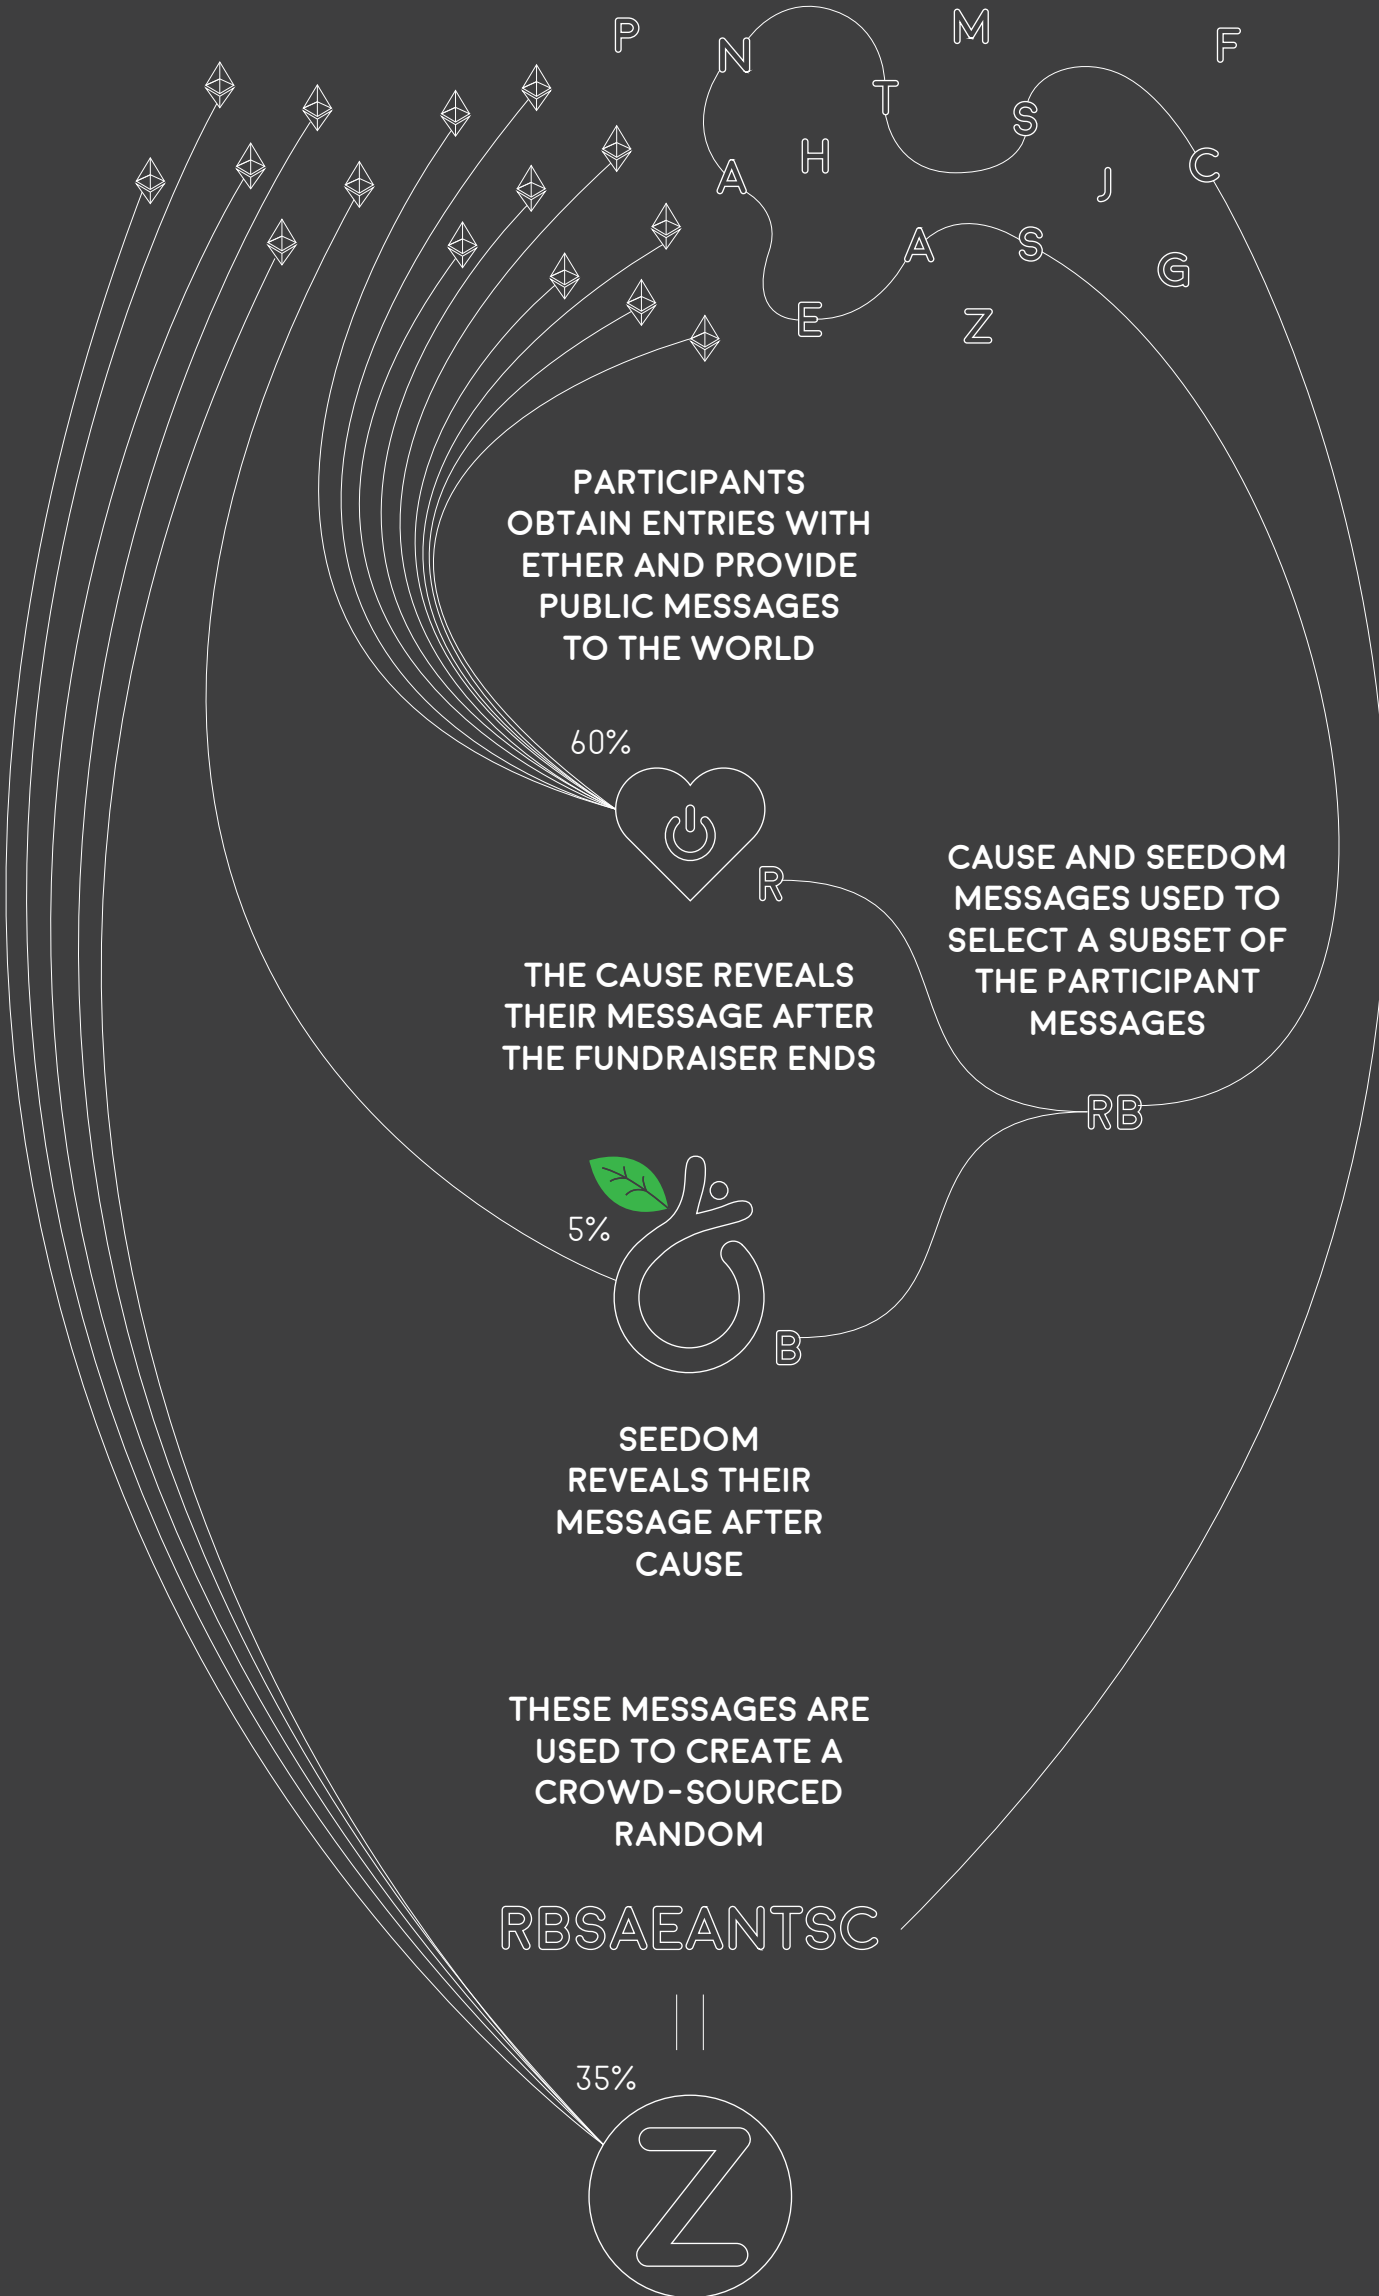 P
M
F
N
T
S
H
C
A
J
A
S
G
E
Z
PARTICIPANTS
OBTAIN ENTRIES WITH
ETHER AND PROVIDE
PUBLIC MESSAGES
TO THE WORLD
60%
R
CAUSE AND SEEDOM
MESSAGES USED TO
SELECT A SUBSET OF
THE PARTICIPANT
MESSAGES
THE CAUSE REVEALS
THEIR MESSAGE AFTER
THE FUNDRAISER ENDS
RB
5%
B
SEEDOM
REVEALS THEIR
MESSAGE AFTER
CAUSE
THESE MESSAGES ARE
USED TO CREATE A
CROWD-SOURCED
RANDOM
RBSAEANTSC
35%
Z